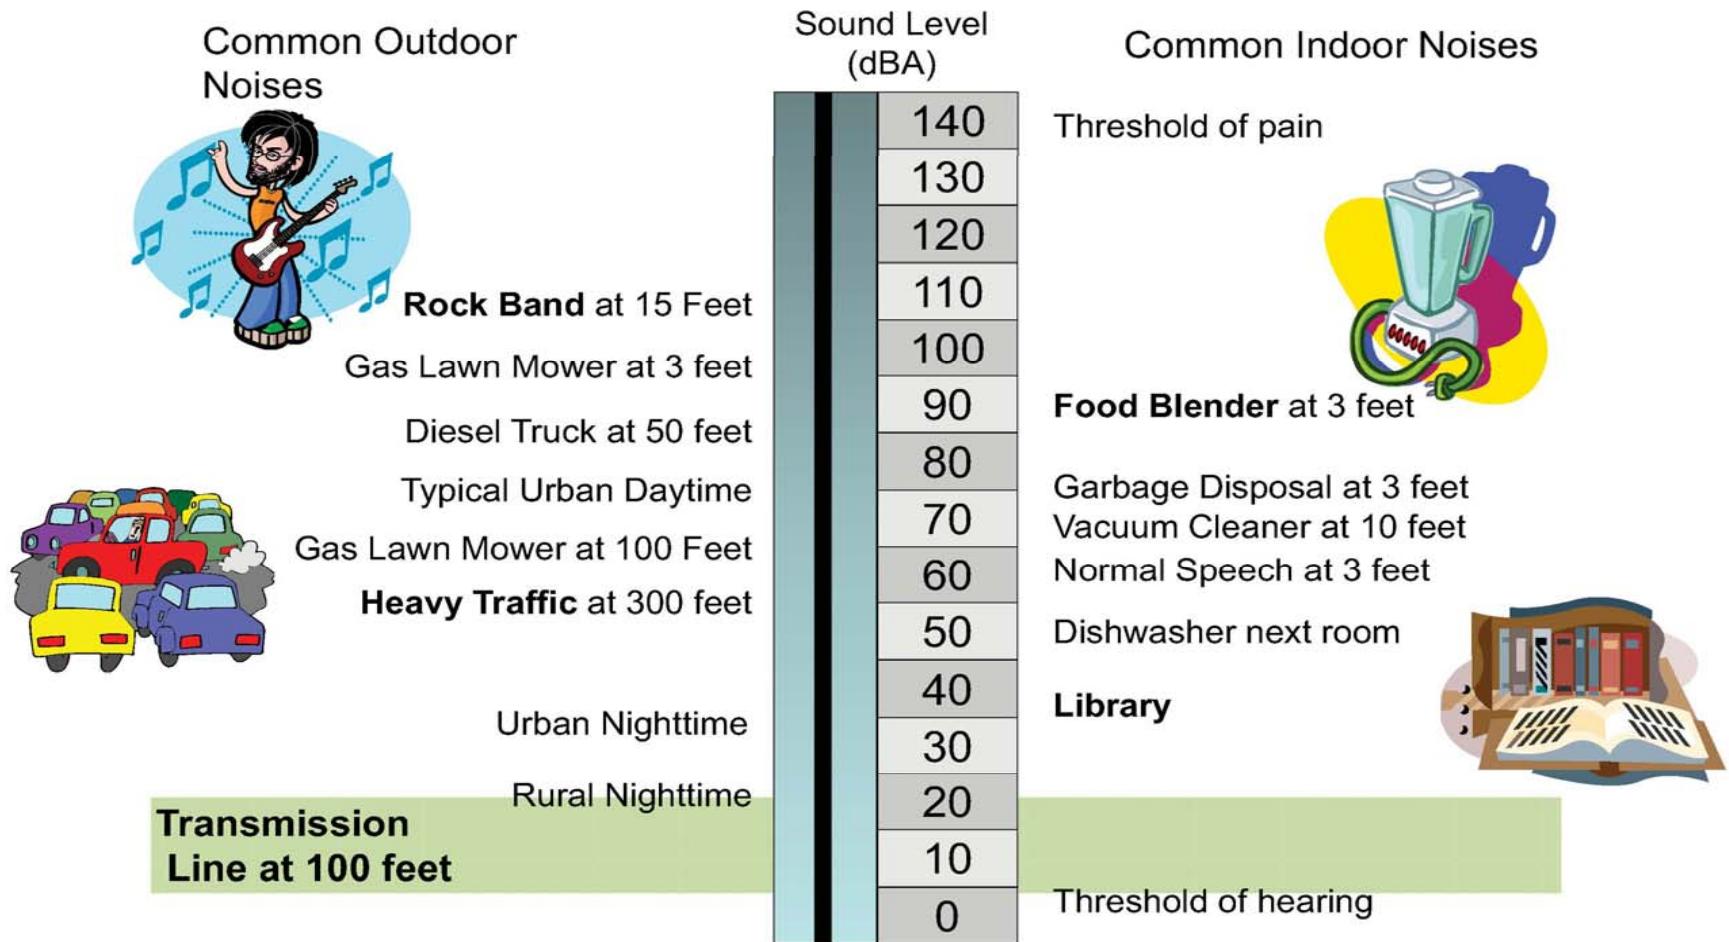 Common Outdoor
Noises
Sound Level
(dBA)
Common Indoor Noises
140
Threshold of pain
130
120
Rock Band at 15 Feet
110
Gas Lawn Mower at 3 feet
100
90
Food Blender at 3 feet
Diesel Truck at 50 feet
80
Typical Urban Daytime
Garbage Disposal at 3 feet
70
Vacuum Cleaner at 10 feet
Gas Lawn Mower at 100 Feet
60
Normal Speech at 3 feet
Heavy Traffic at 300 feet
50
Dishwasher next room
40
Library
Urban Nighttime
30
Rural Nighttime
20
Transmission
Line at 100 feet
10
0
Threshold of hearing